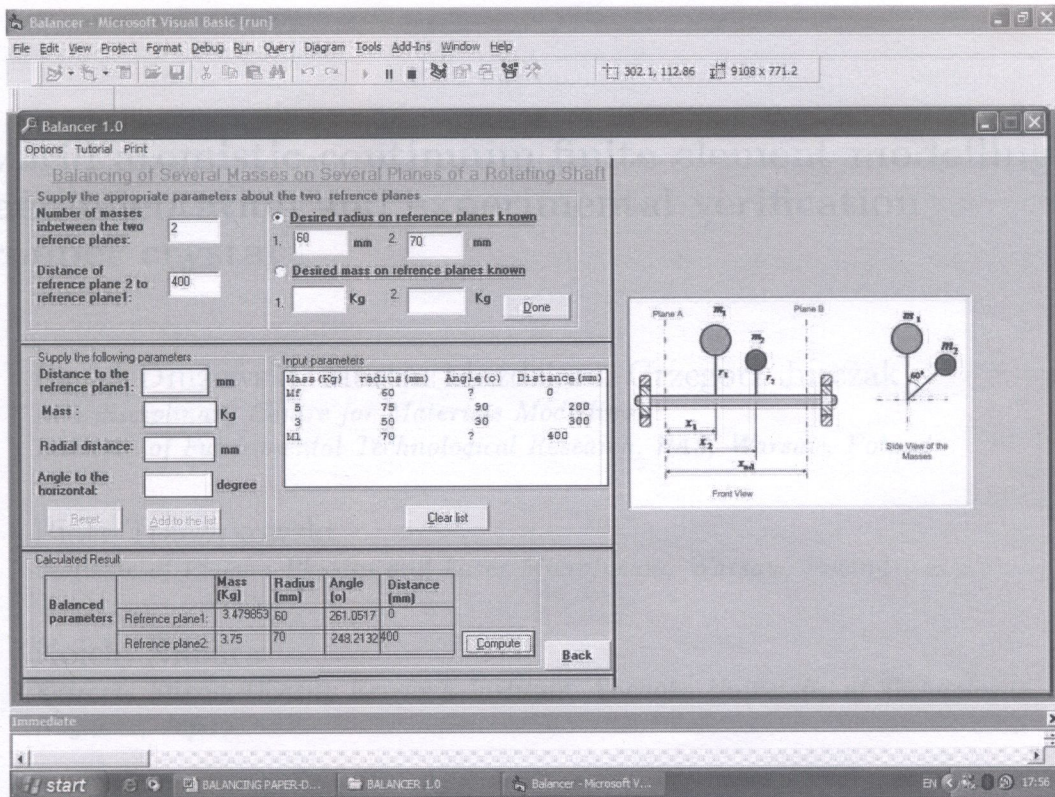 Balancer - Microsoft Visual Basic [run]
File Edit View Project Format Debug Run Query Diagram Tools Add-Ins Window Help
302.1, 112.86 9108 x 771.2
Balancer 1.0
Options Tutorial Print
Balancing of Several Masses on Several Planes of a Rotating Shaft
Supply the appropriate parameters about the two refrence planes
Number of masses inbetween the two refrence planes: 2
Desired radius on reference planes known
1. 60 mm 2. 70 mm
Distance of refrence plane 2 to refrence plane1: 400
Desired mass on refrence planes known
1. Kg 2. Kg
Done
Supply the following parameters
Distance to the refrence plane1: mm
Mass : Kg
Radial distance: mm
Angle to the horizontal: degree
Reset Add to the list
Input parameters
Mass(Kg) radius(mm) Angle(o) Distance(mm)
Mf 60 ? 0
5 75 90 200
3 50 30 300
Ml 70 ? 400
Clear list
Plane A m1 m2 Plane B
r1 r2
x1
x2
Front View
m1
m2
60°
Side View of the Masses
Calculated Result
Balanced parameters
Mass (Kg) Radius (mm) Angle (o) Distance (mm)
Refrence plane1: 3.479853 60 261.0517 0
Refrence plane2: 3.75 70 248.2132 400
Compute
Back
Immediate
start BALANCING PAPER-D... BALANCER 1.0 Balancer - Microsoft V... EN 17:56